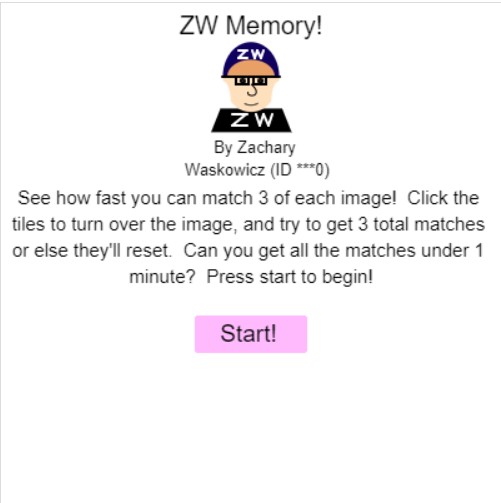 ZW Memory!
ZW
ZW
By Zachary
Waskowicz (ID ***0)
See how fast you can match 3 of each image!  Click the
tiles to turn over the image, and try to get 3 total matches
or else they'll reset.  Can you get all the matches under 1
minute?  Press start to begin!
Start!